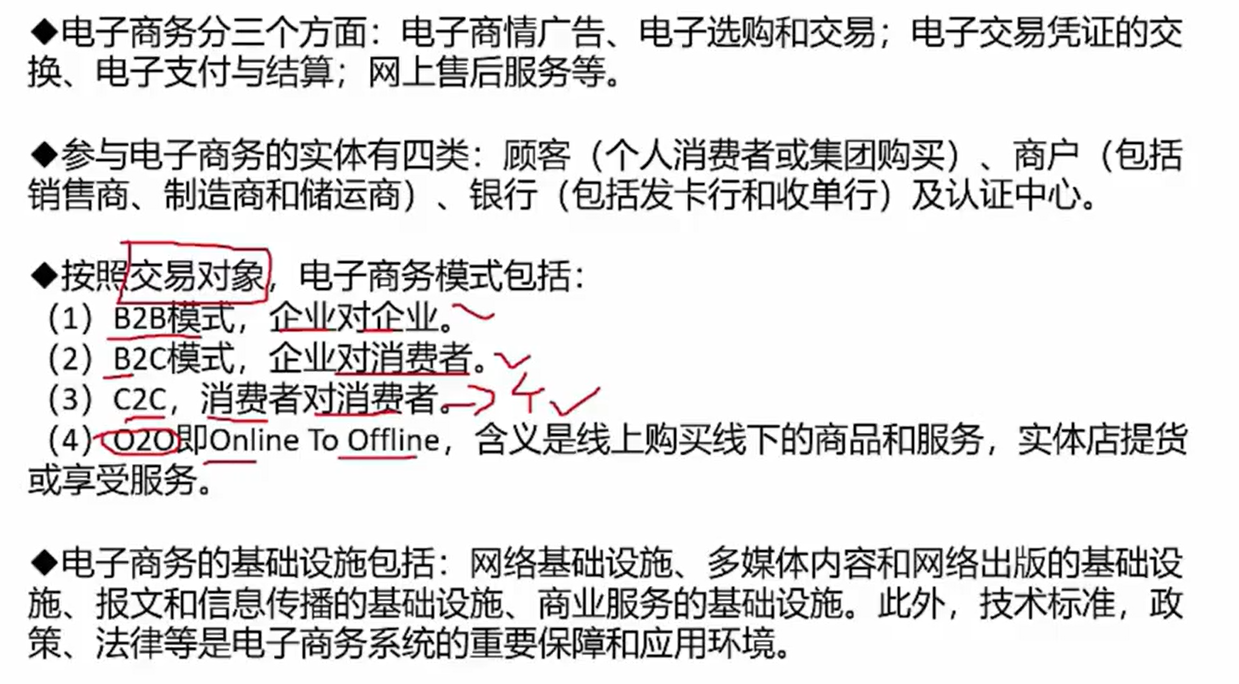 ◆电子商务分三个方面：电子商情广告、电子选购和交易；电子交易凭证的交
换、电子支付与结算；网上售后服务等。
◆参与电子商务的实体有四类：顾客（个人消费者或集团购买）、商户（包括
销售商、制造商和储运商）、银行（包括发卡行和收单行）及认证中心。
◆按照交易对象，电子商务模式包括：
（1）B2B模式，企业对企业。
（2）B2C模式，企业对消费者。
（3）C2C，消费者对消费者。
（4）O2O即Online To Offline，含义是线上购买线下的商品和服务，实体店提货
或享受服务。
◆电子商务的基础设施包括：网络基础设施、多媒体内容和网络出版的基础设
施、报文和信息传播的基础设施、商业服务的基础设施。此外，技术标准，政
策、法律等是电子商务系统的重要保障和应用环境。